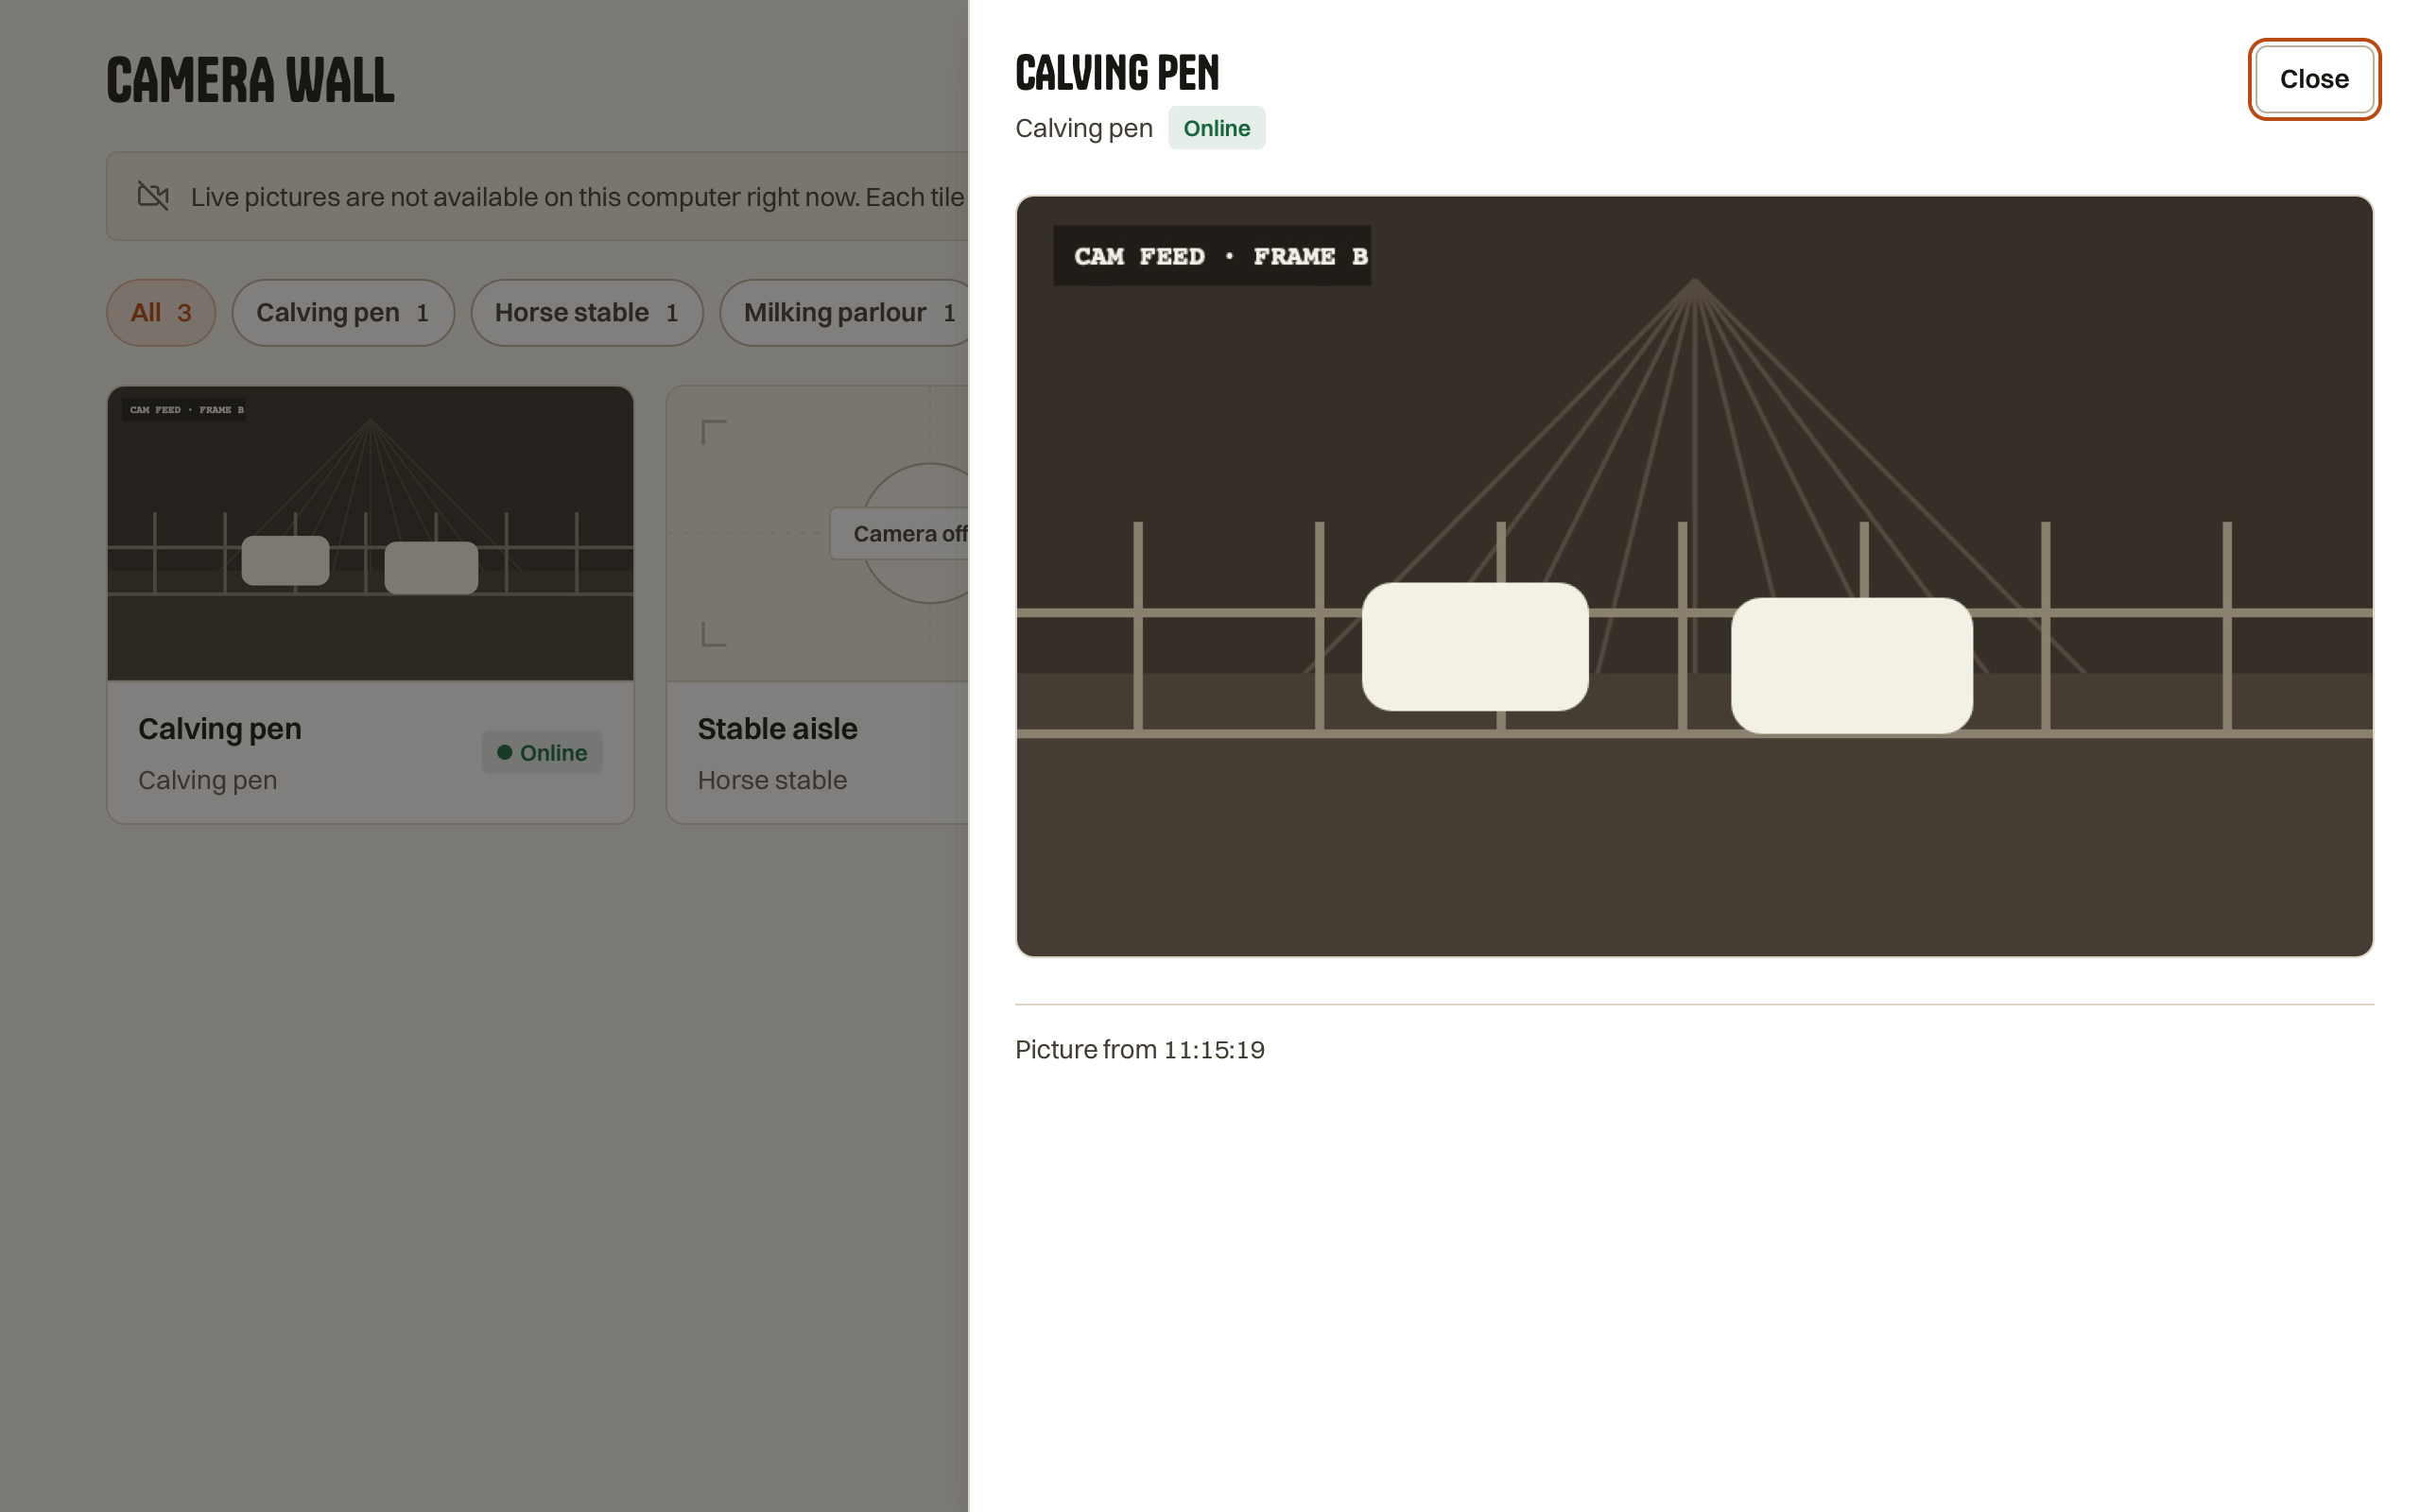 CAMERA WALL
Live pictures are not available on this computer right now. Each tile
All 3
Calving pen 1
Horse stable 1
Milking parlour 1
CAM FEED · FRAME B
Camera off
Calving pen
Calving pen
Online
Stable aisle
Horse stable
CALVING PEN
Calving pen
Online
Close
CAM FEED · FRAME B
Picture from 11:15:19